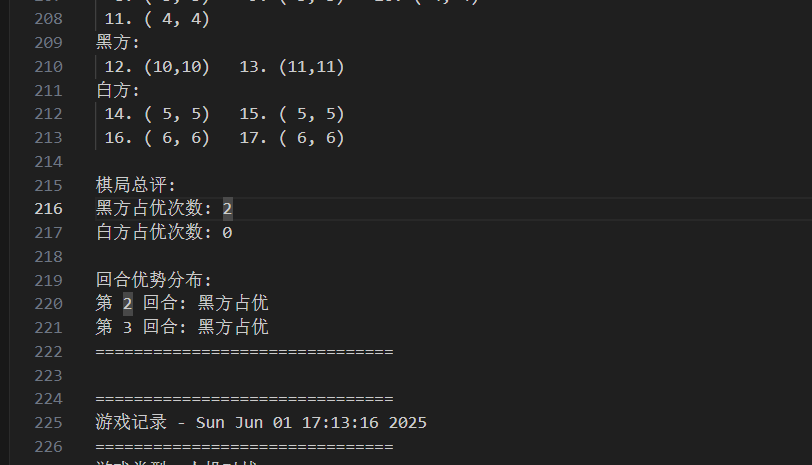 208 11. ( 4, 4)
209 黑方:
210 12. (10,10)   13. (11,11)
211 白方:
212 14. ( 5, 5)   15. ( 5, 5)
213 16. ( 6, 6)   17. ( 6, 6)
214
215 棋局总评:
216 黑方占优次数: 2
217 白方占优次数: 0
218
219 回合优势分布:
220 第 2 回合: 黑方占优
221 第 3 回合: 黑方占优
222 ===============================
223
224 ===============================
225 游戏记录 - Sun Jun 01 17:13:16 2025
226 ===============================